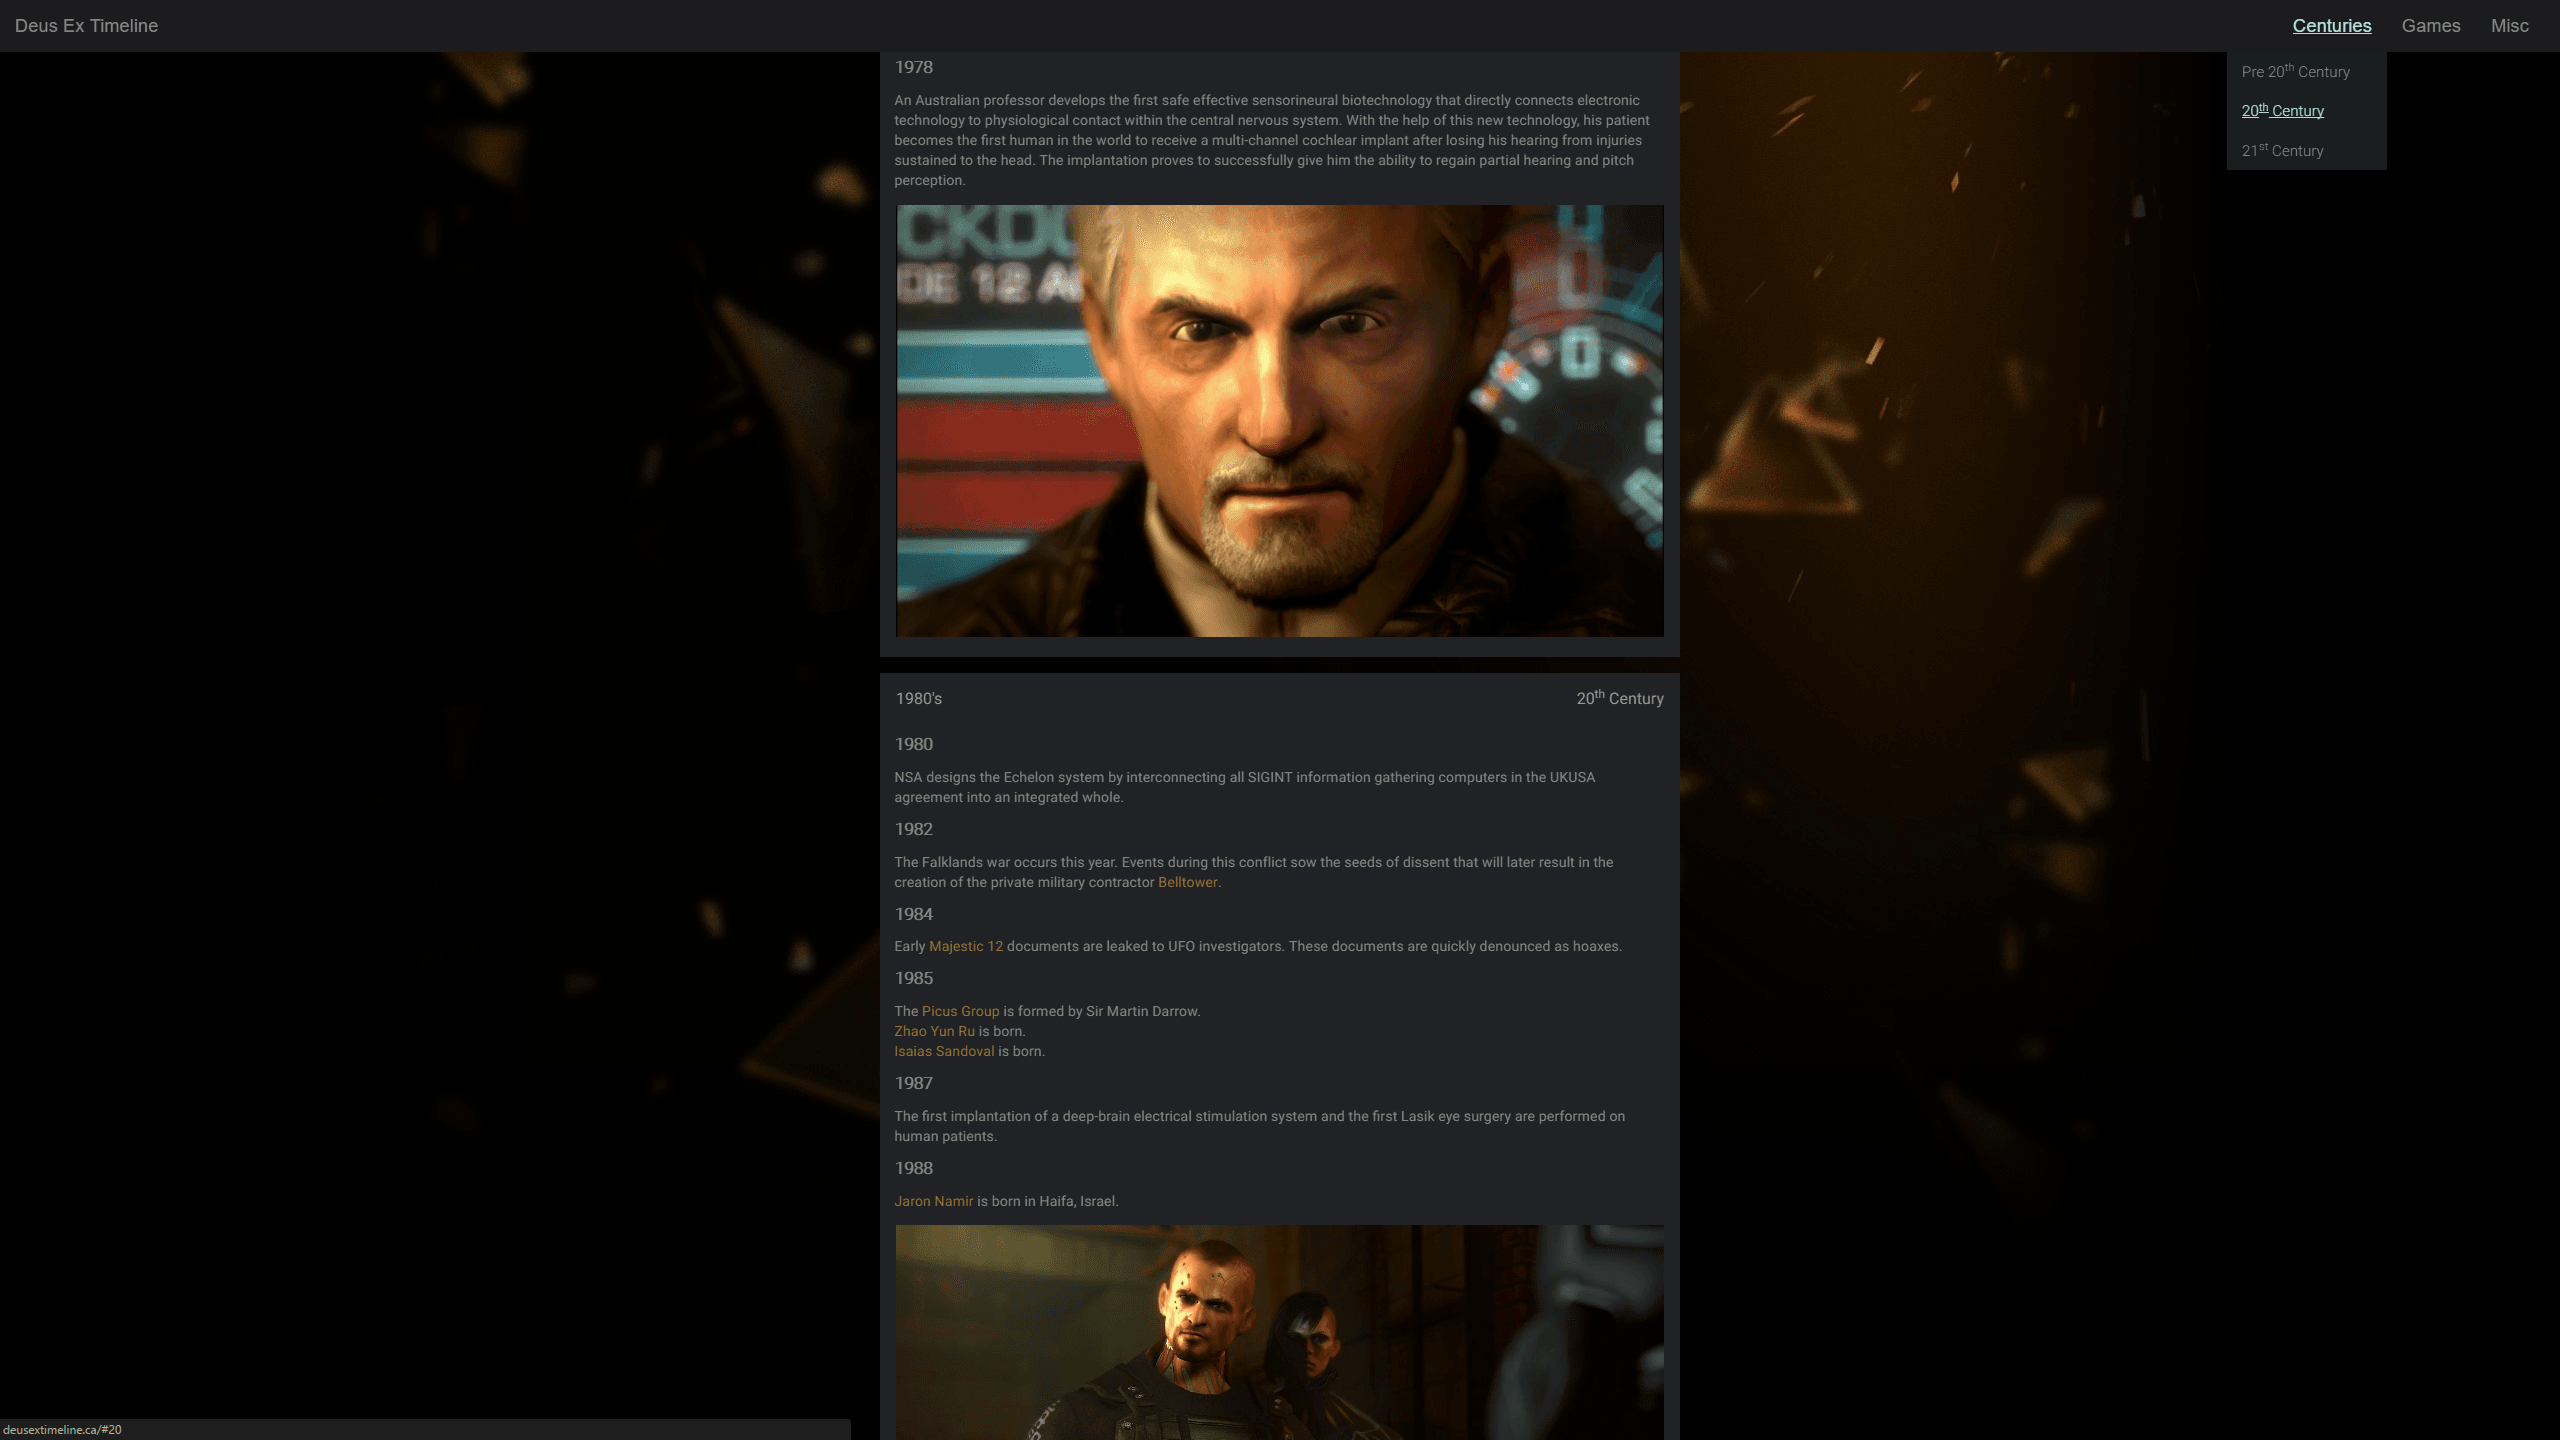 Deus Ex Timeline
Centuries
Games
Misc
Pre 20th Century
20th Century
21st Century
1978
An Australian professor develops the first safe effective sensorineural biotechnology that directly connects electronic
technology to physiological contact within the central nervous system. With the help of this new technology, his patient
becomes the first human in the world to receive a multi-channel cochlear implant after losing his hearing from injuries
sustained to the head. The implantation proves to successfully give him the ability to regain partial hearing and pitch
perception.
CKDO
DE 12 A
1980's
20th Century
1980
NSA designs the Echelon system by interconnecting all SIGINT information gathering computers in the UKUSA
agreement into an integrated whole.
1982
The Falklands war occurs this year. Events during this conflict sow the seeds of dissent that will later result in the
creation of the private military contractor Belltower.
1984
Early Majestic 12 documents are leaked to UFO investigators. These documents are quickly denounced as hoaxes.
1985
The Picus Group is formed by Sir Martin Darrow.
Zhao Yun Ru is born.
Isaias Sandoval is born.
1987
The first implantation of a deep-brain electrical stimulation system and the first Lasik eye surgery are performed on
human patients.
1988
Jaron Namir is born in Haifa, Israel.
deusextimeline.ca/#20